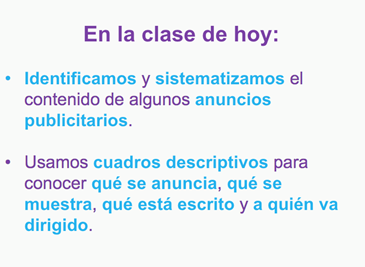 En la clase de hoy:
• Identificamos y sistematizamos el
contenido de algunos anuncios
publicitarios.
• Usamos cuadros descriptivos para
conocer qué se anuncia, qué se
muestra, qué está escrito y a quién va
dirigido.